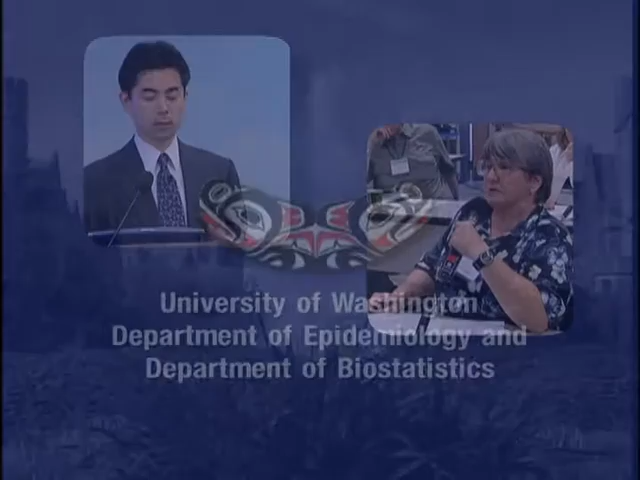 University of Washington
Department of Epidemiology and
Department of Biostatistics